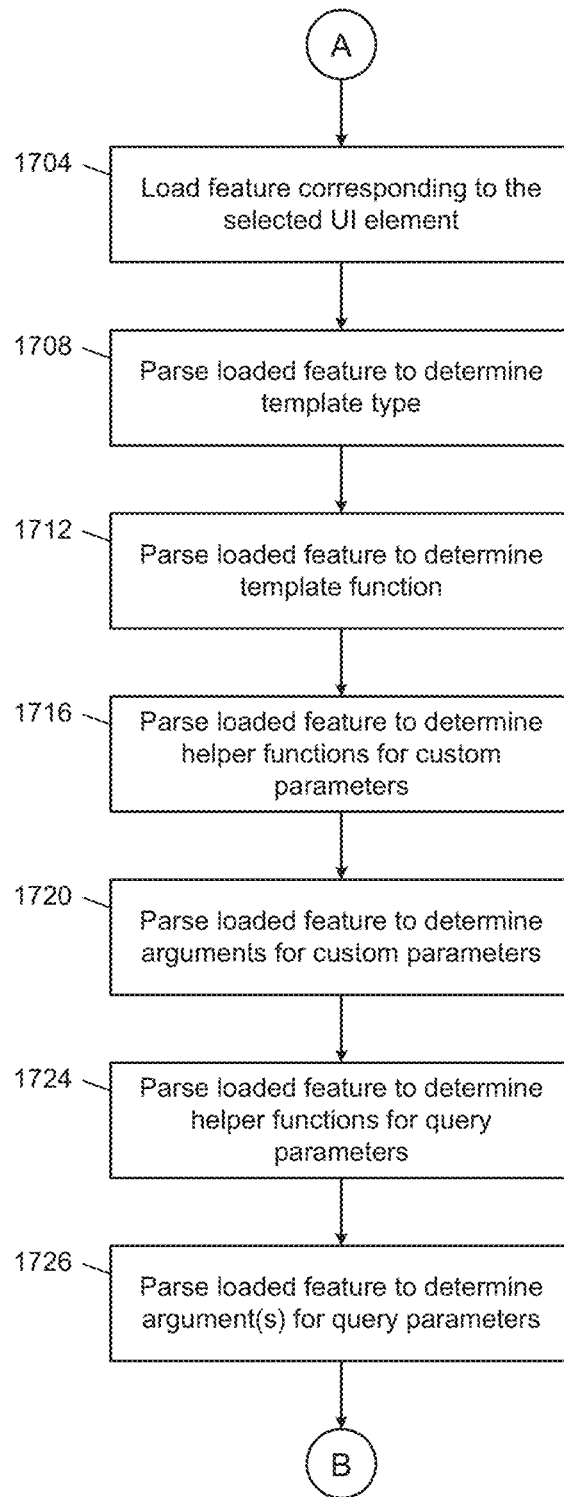 A
1704
Load feature corresponding to the
selected UI element
1708
Parse loaded feature to determine
template type
1712
Parse loaded feature to determine
template function
1716
Parse loaded feature to determine
helper functions for custom
parameters
1720
Parse loaded feature to determine
arguments for custom parameters
1724
Parse loaded feature to determine
helper functions for query
parameters
1726
Parse loaded feature to determine
argument(s) for query parameters
B